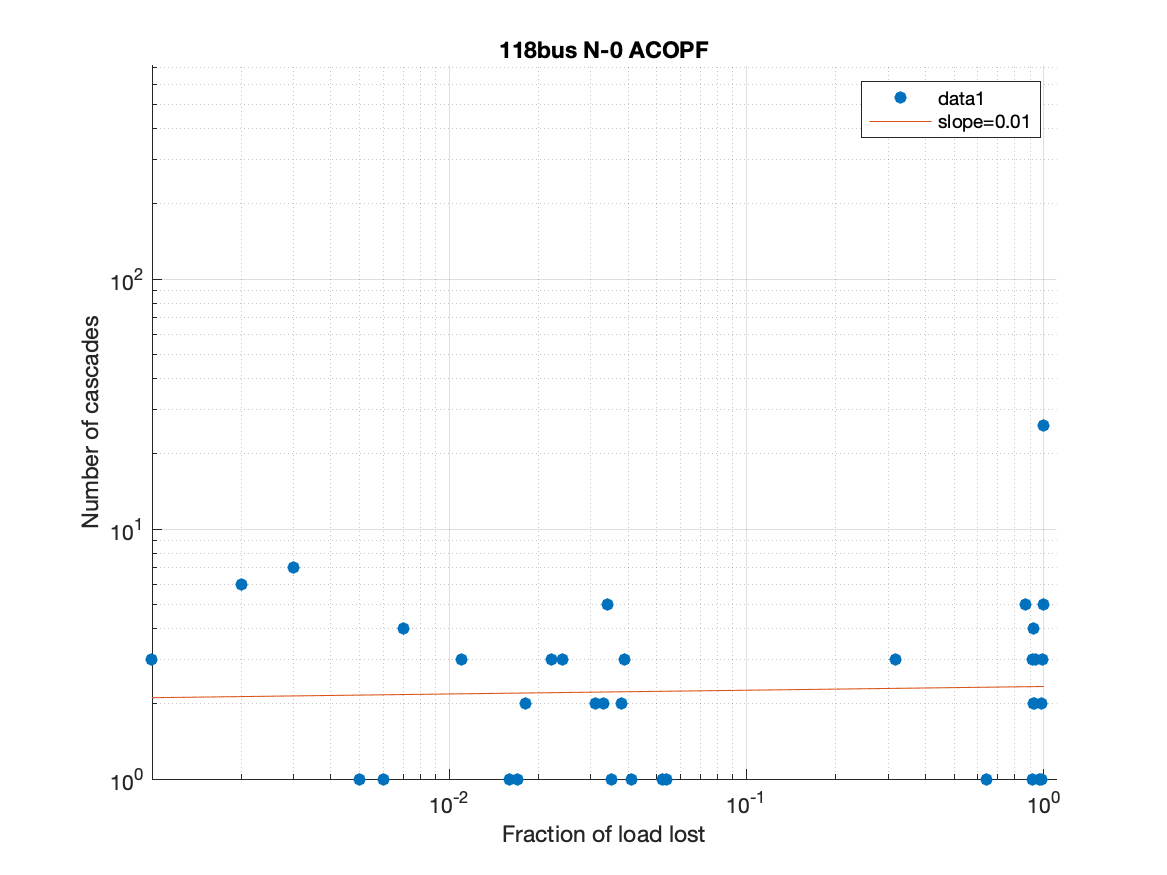 118bus N-0 ACOPF
data1
slope=0.01
Number of cascades
10^2
10^1
10^0
10^-2
10^-1
10^0
Fraction of load lost